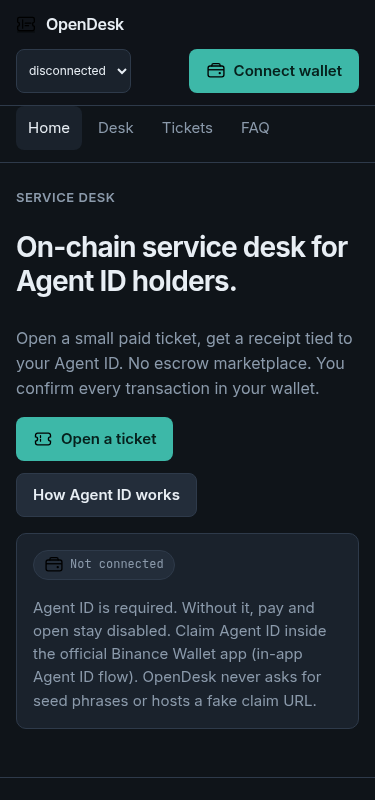 OpenDesk
disconnected
Connect wallet
Home
Desk
Tickets
FAQ
SERVICE DESK
On-chain service desk for
Agent ID holders.
Open a small paid ticket, get a receipt tied to
your Agent ID. No escrow marketplace. You
confirm every transaction in your wallet.
Open a ticket
How Agent ID works
Not connected
Agent ID is required. Without it, pay and
open stay disabled. Claim Agent ID inside
the official Binance Wallet app (in-app
Agent ID flow). OpenDesk never asks for
seed phrases or hosts a fake claim URL.